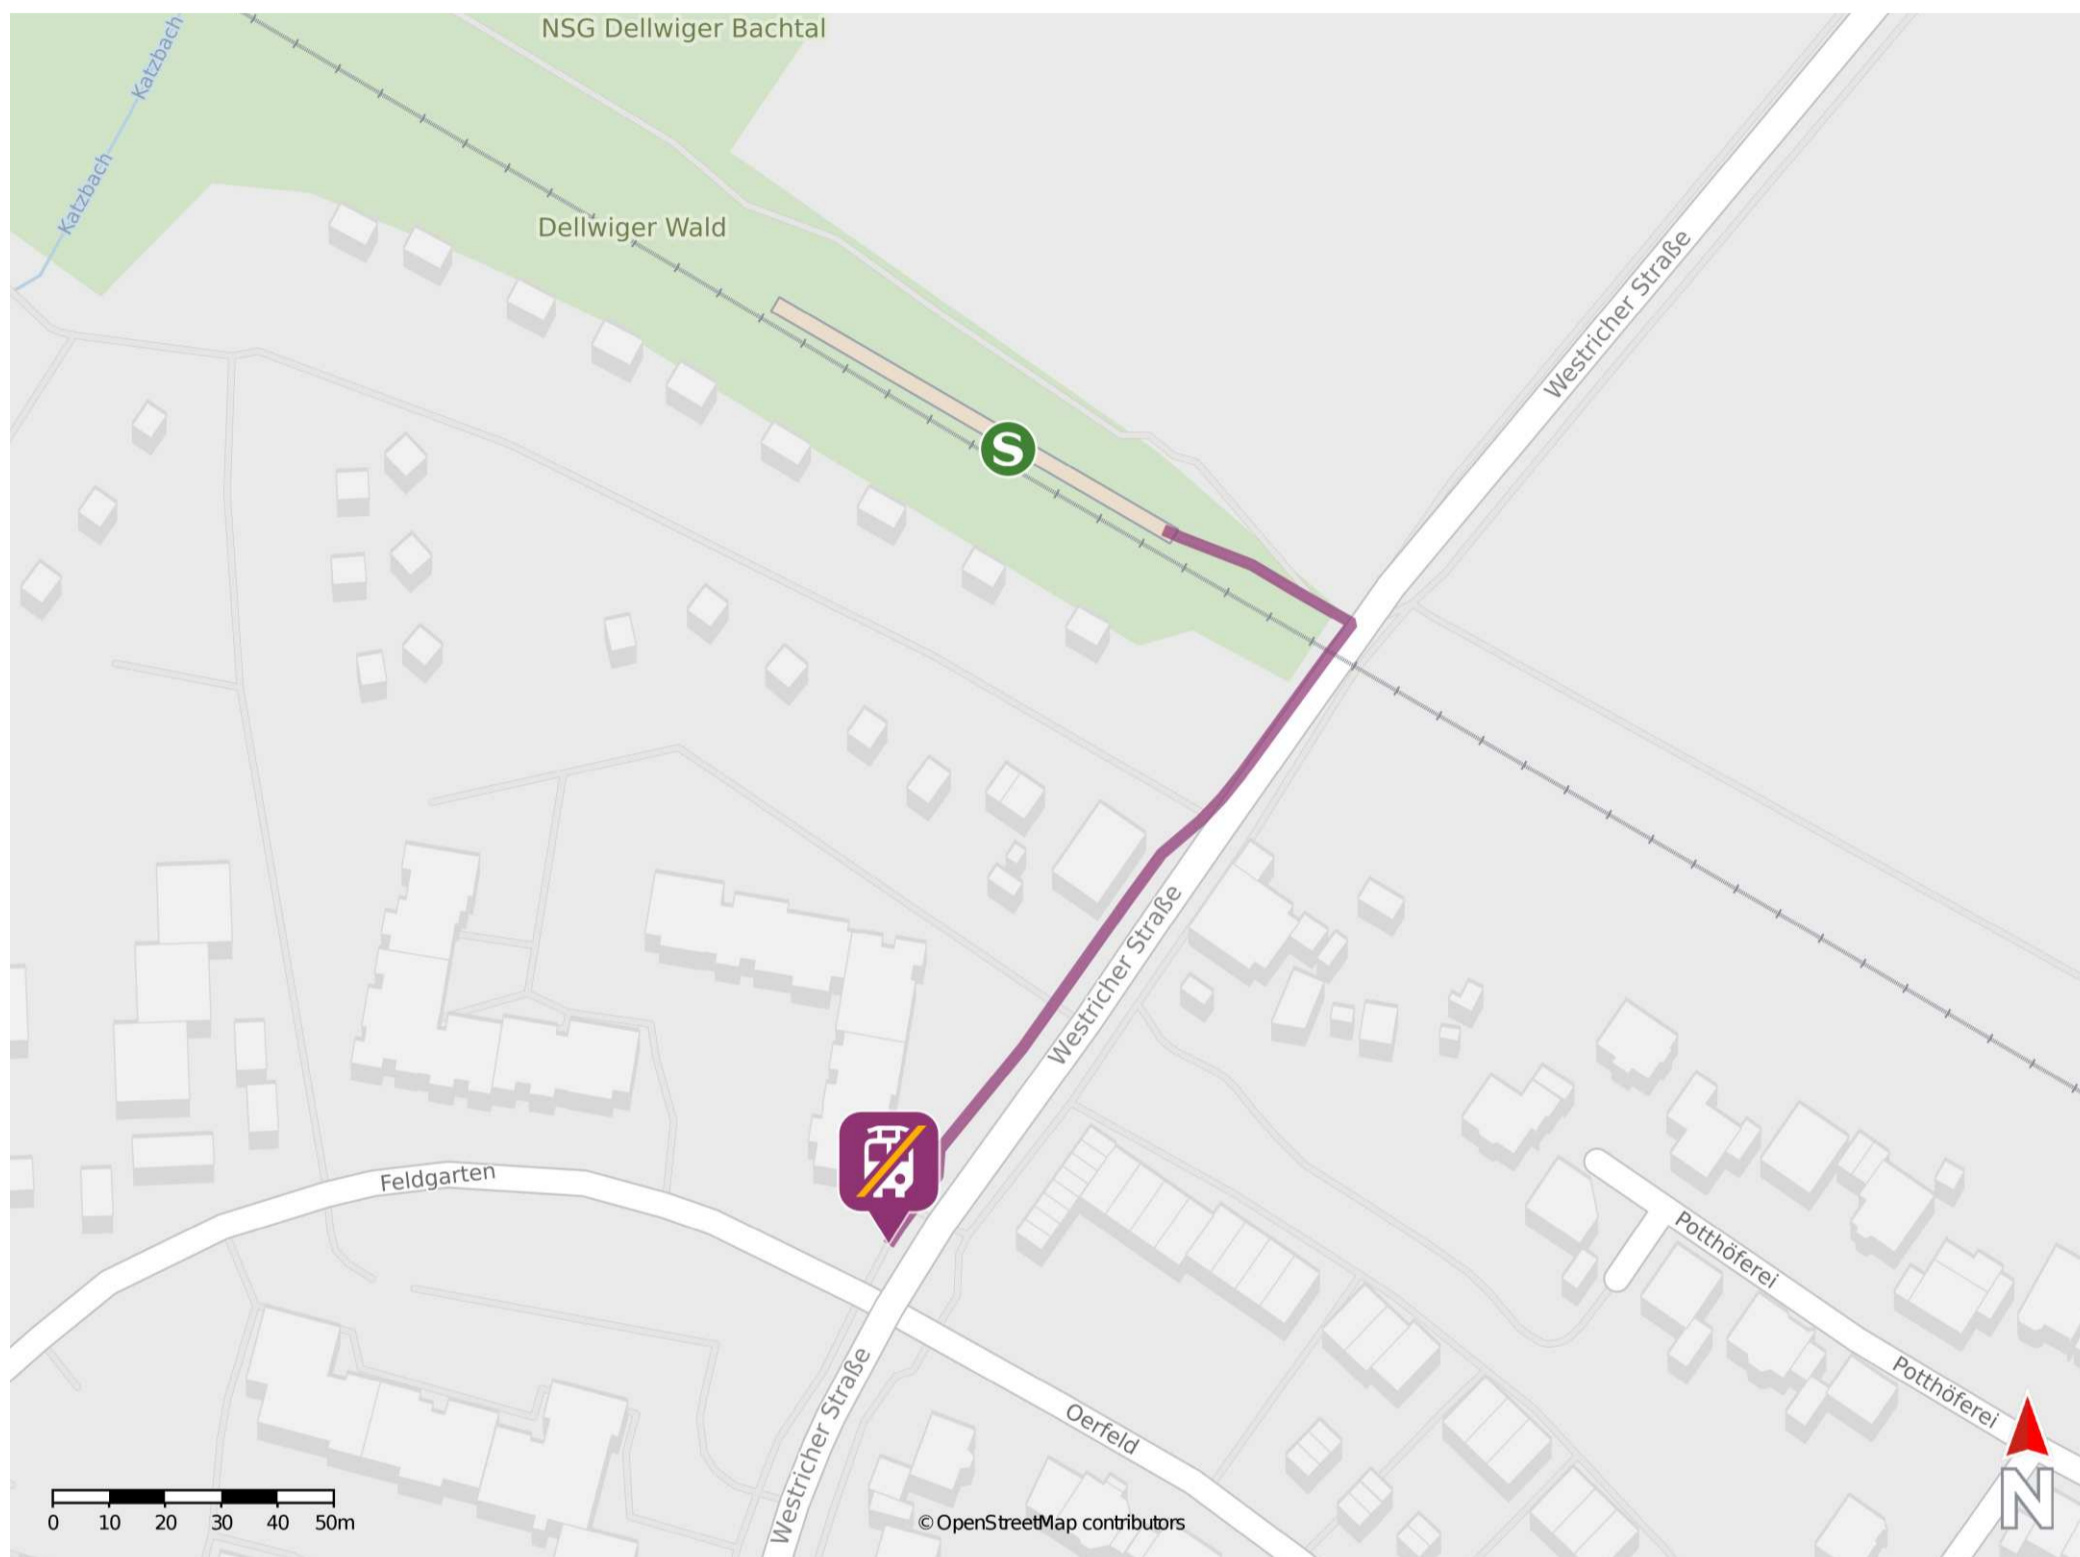 NSG Dellwiger Bachtal
Katzbach
Katzbach
Dellwiger Wald
Westricher Straße
S
Westricher Straße
Feldgarten
Potthöferei
Potthöferei
Westricher Straße
Oerfeld
0 10 20 30 40 50m
© OpenStreetMap contributors
N